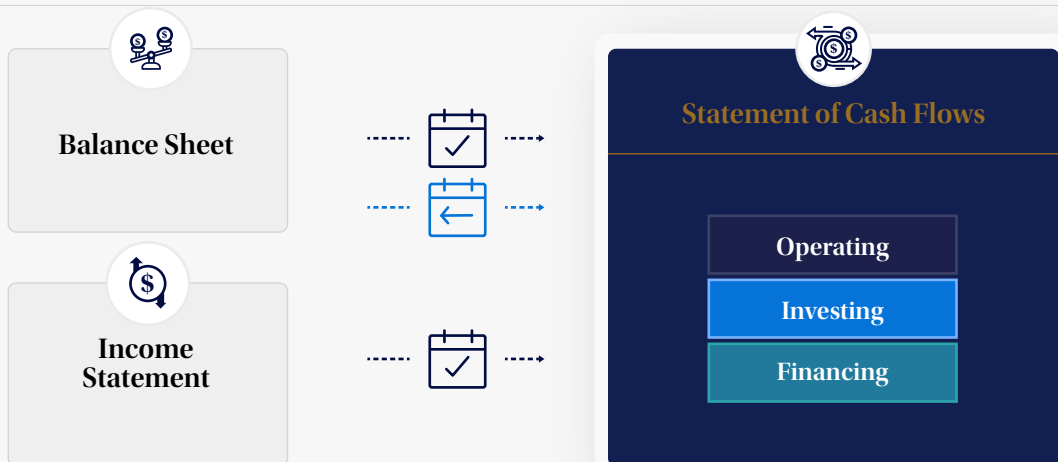 Balance Sheet
Income
Statement
Statement of Cash Flows
Operating
Investing
Financing